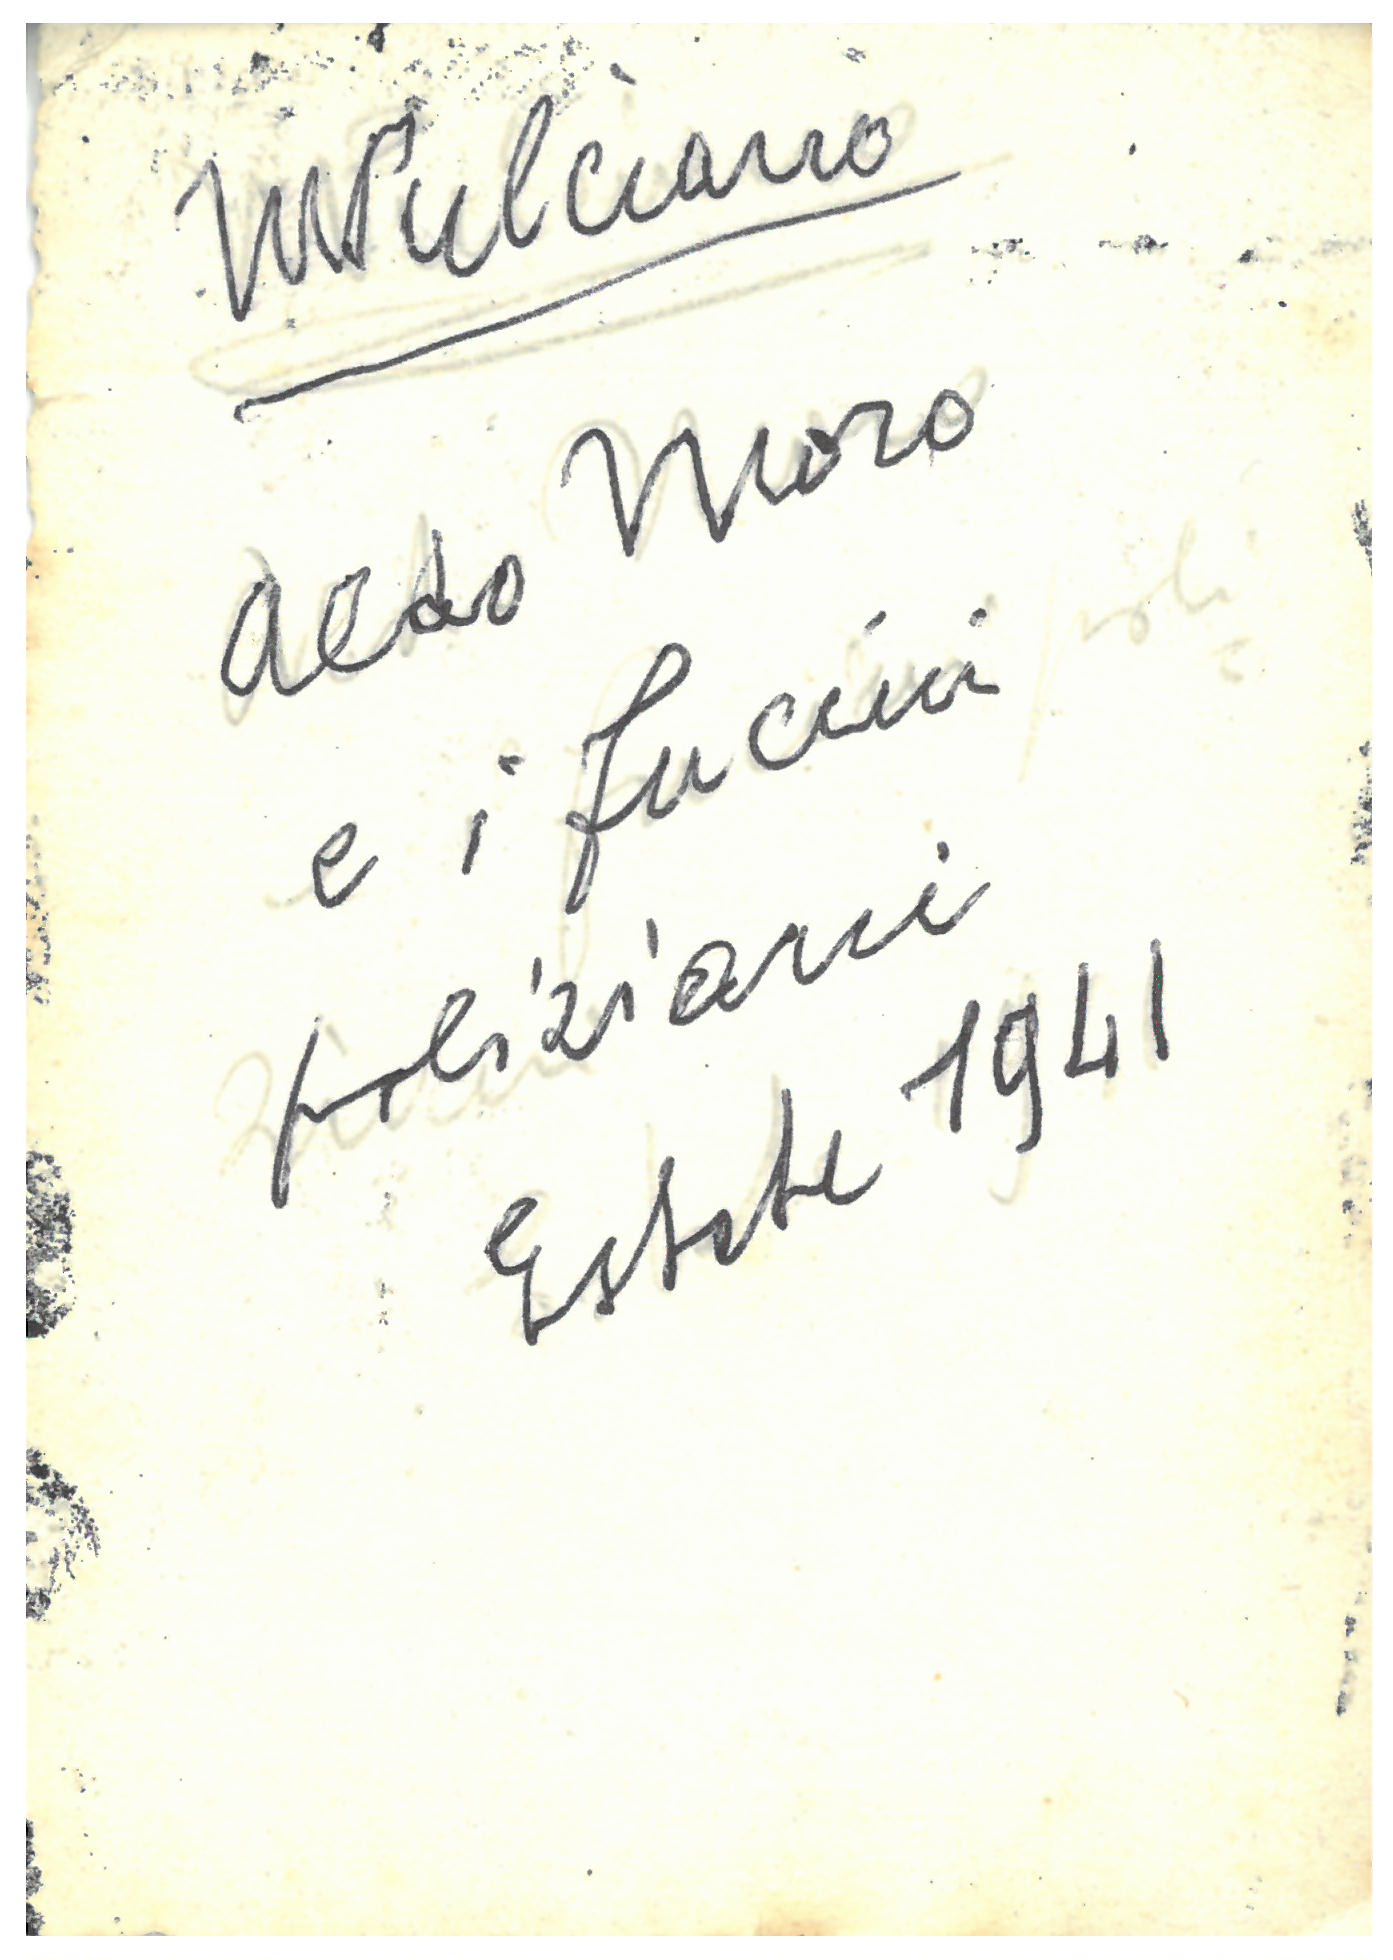 MPulciano
Aldo Moro
e i fucini
poliziani
Estate 1941